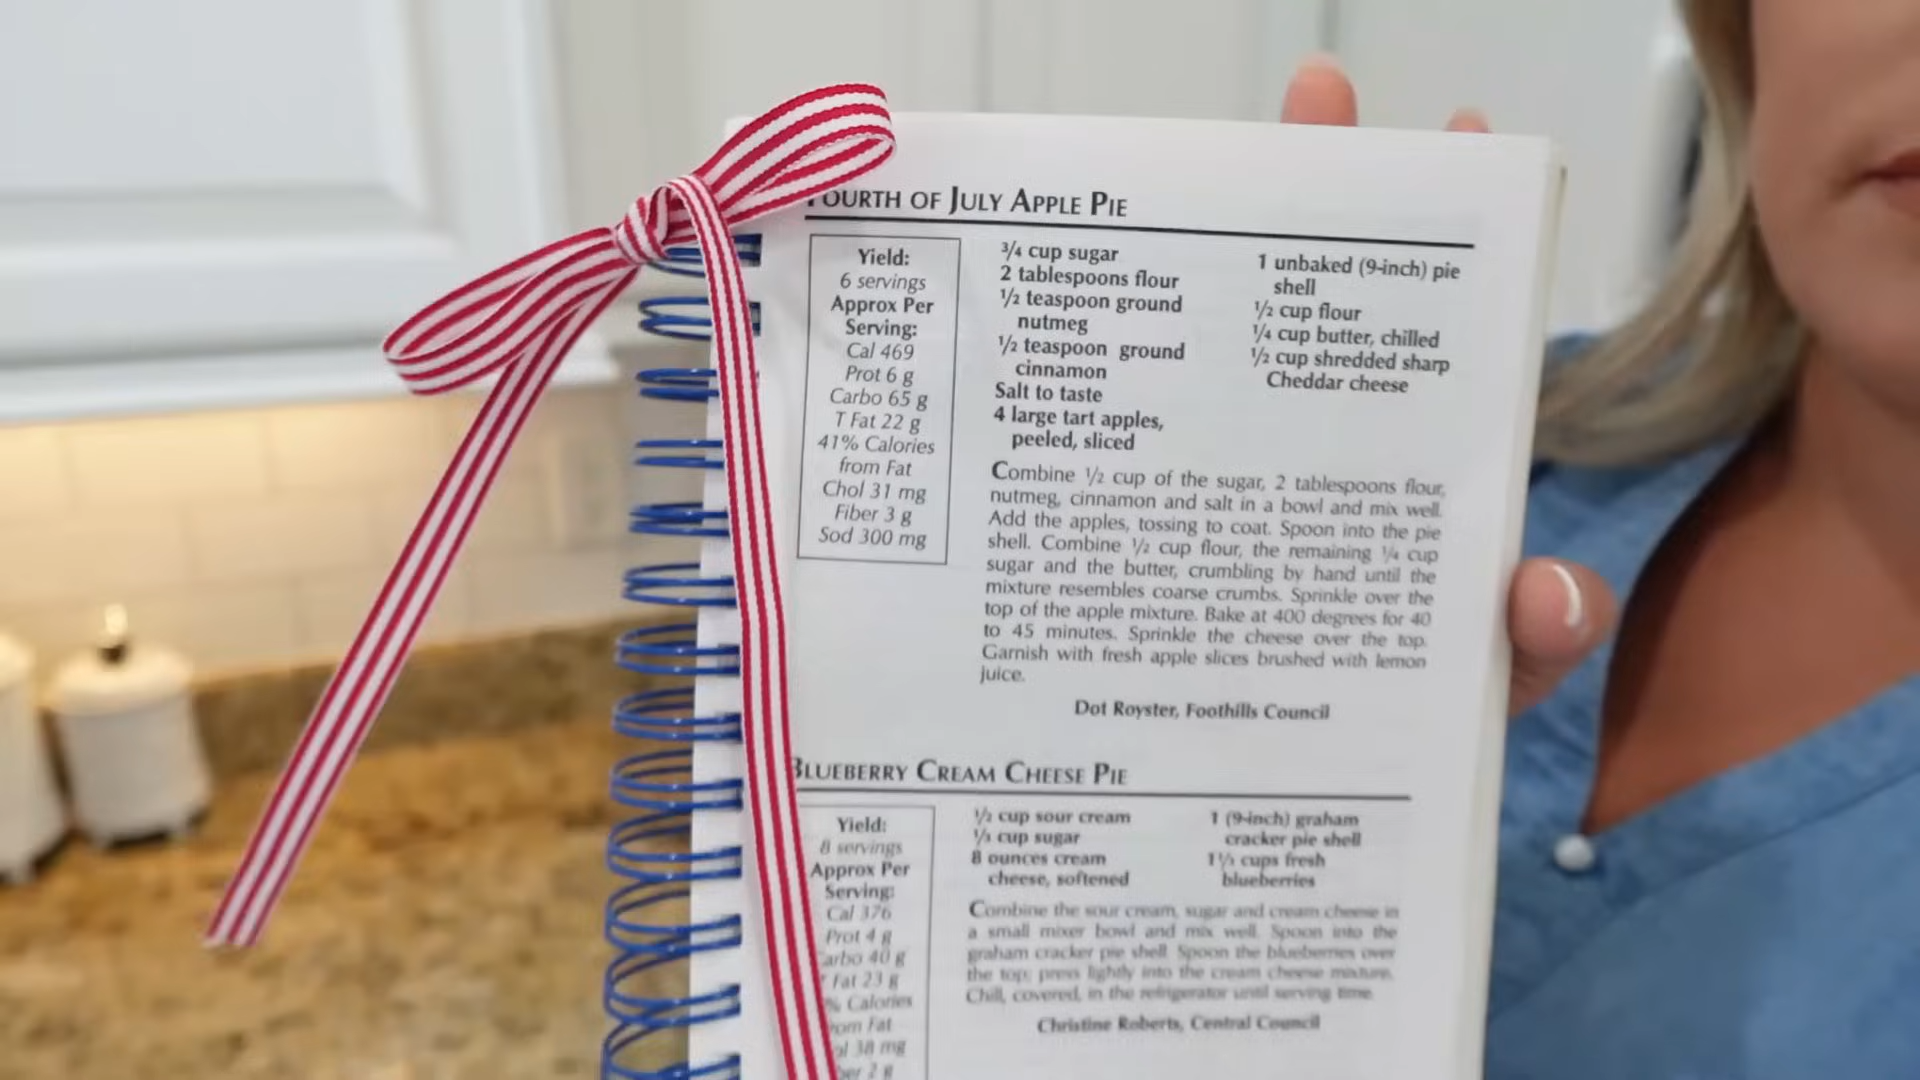 FOURTH OF JULY APPLE PIE
Yield:
6 servings
Approx Per
Serving:
Cal 469
Prot 6 g
Carbo 65 g
T Fat 22 g
41% Calories
from Fat
Chol 31 mg
Fiber 3 g
Sod 300 mg
3/4 cup sugar
2 tablespoons flour
1/2 teaspoon ground
nutmeg
1/2 teaspoon ground
cinnamon
Salt to taste
4 large tart apples,
peeled, sliced
1 unbaked (9-inch) pie
shell
1/2 cup flour
1/4 cup butter, chilled
1/2 cup shredded sharp
Cheddar cheese
Combine 1/2 cup of the sugar, 2 tablespoons flour,
nutmeg, cinnamon and salt in a bowl and mix well.
Add the apples, tossing to coat. Spoon into the pie
shell. Combine 1/2 cup flour, the remaining 1/4 cup
sugar and the butter, crumbling by hand until the
mixture resembles coarse crumbs. Sprinkle over the
top of the apple mixture. Bake at 400 degrees for 40
to 45 minutes. Sprinkle the cheese over the top.
Garnish with fresh apple slices brushed with lemon
juice.
Dot Royster, Foothills Council
BLUEBERRY CREAM CHEESE PIE
Yield:
8 servings
Approx Per
Serving:
Cal 376
Prot 4 g
arbo 40 g
Fat 23 g
% Calories
om Fat
ol 38 mg
ber 2 g
1/2 cup sour cream
1/3 cup sugar
8 ounces cream
cheese, softened
1 (9-inch) graham
cracker pie shell
1 1/3 cups fresh
blueberries
Combine the sour cream, sugar and cream cheese in
a small mixer bowl and mix well. Spoon into the
graham cracker pie shell. Spoon the blueberries over
the top; press lightly into the cream cheese mixture.
Chill, covered, in the refrigerator until serving time.
Christine Roberts, Central Council